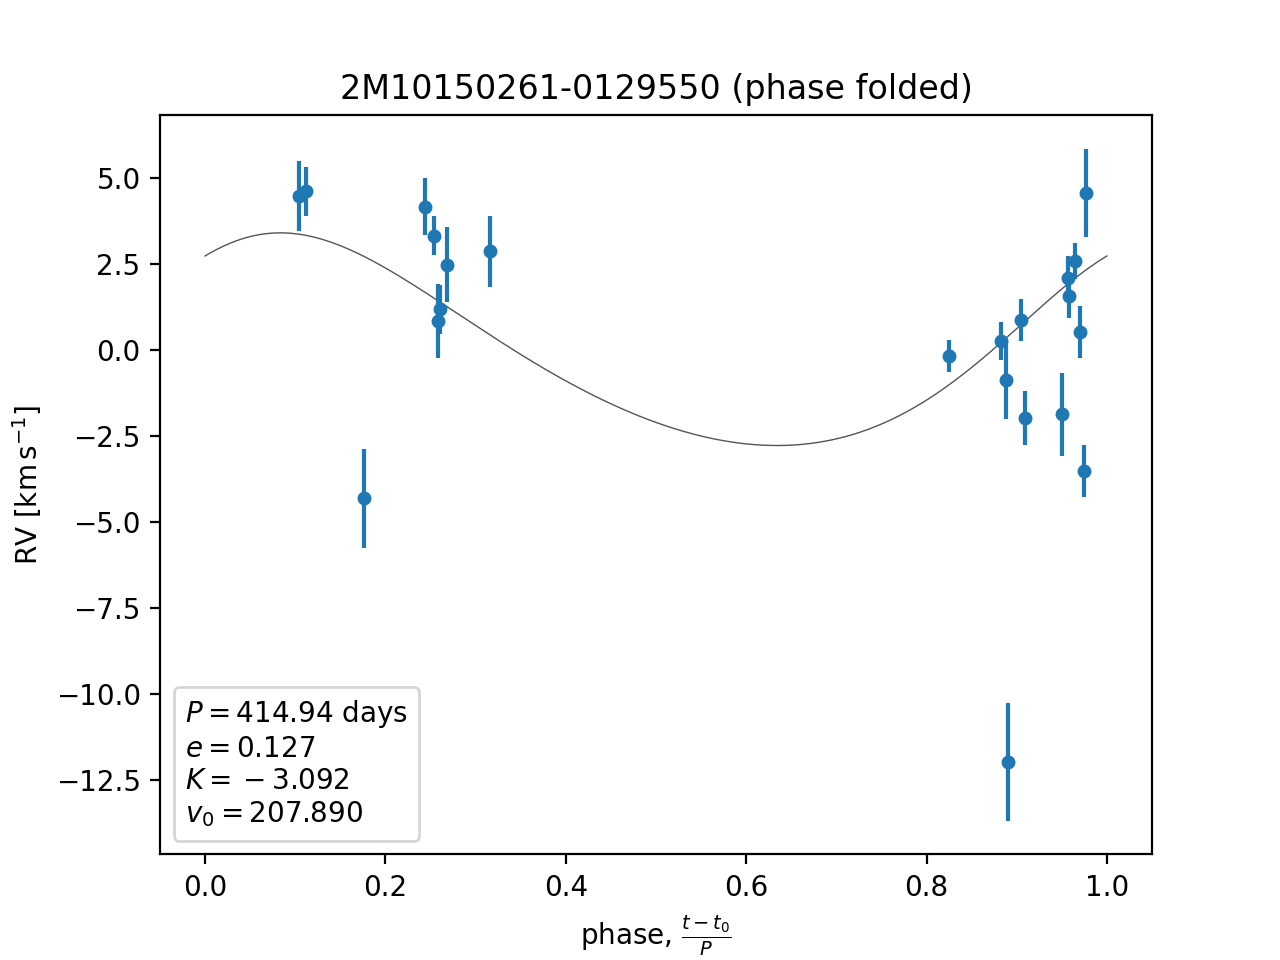 2M10150261-0129550 (phase folded)
RV [km s⁻¹]
5.0
2.5
0.0
−2.5
−5.0
−7.5
−10.0
−12.5
P = 414.94 days
e = 0.127
K = − 3.092
v₀ = 207.890
0.0 0.2 0.4 0.6 0.8 1.0
phase, (t − t₀)/P